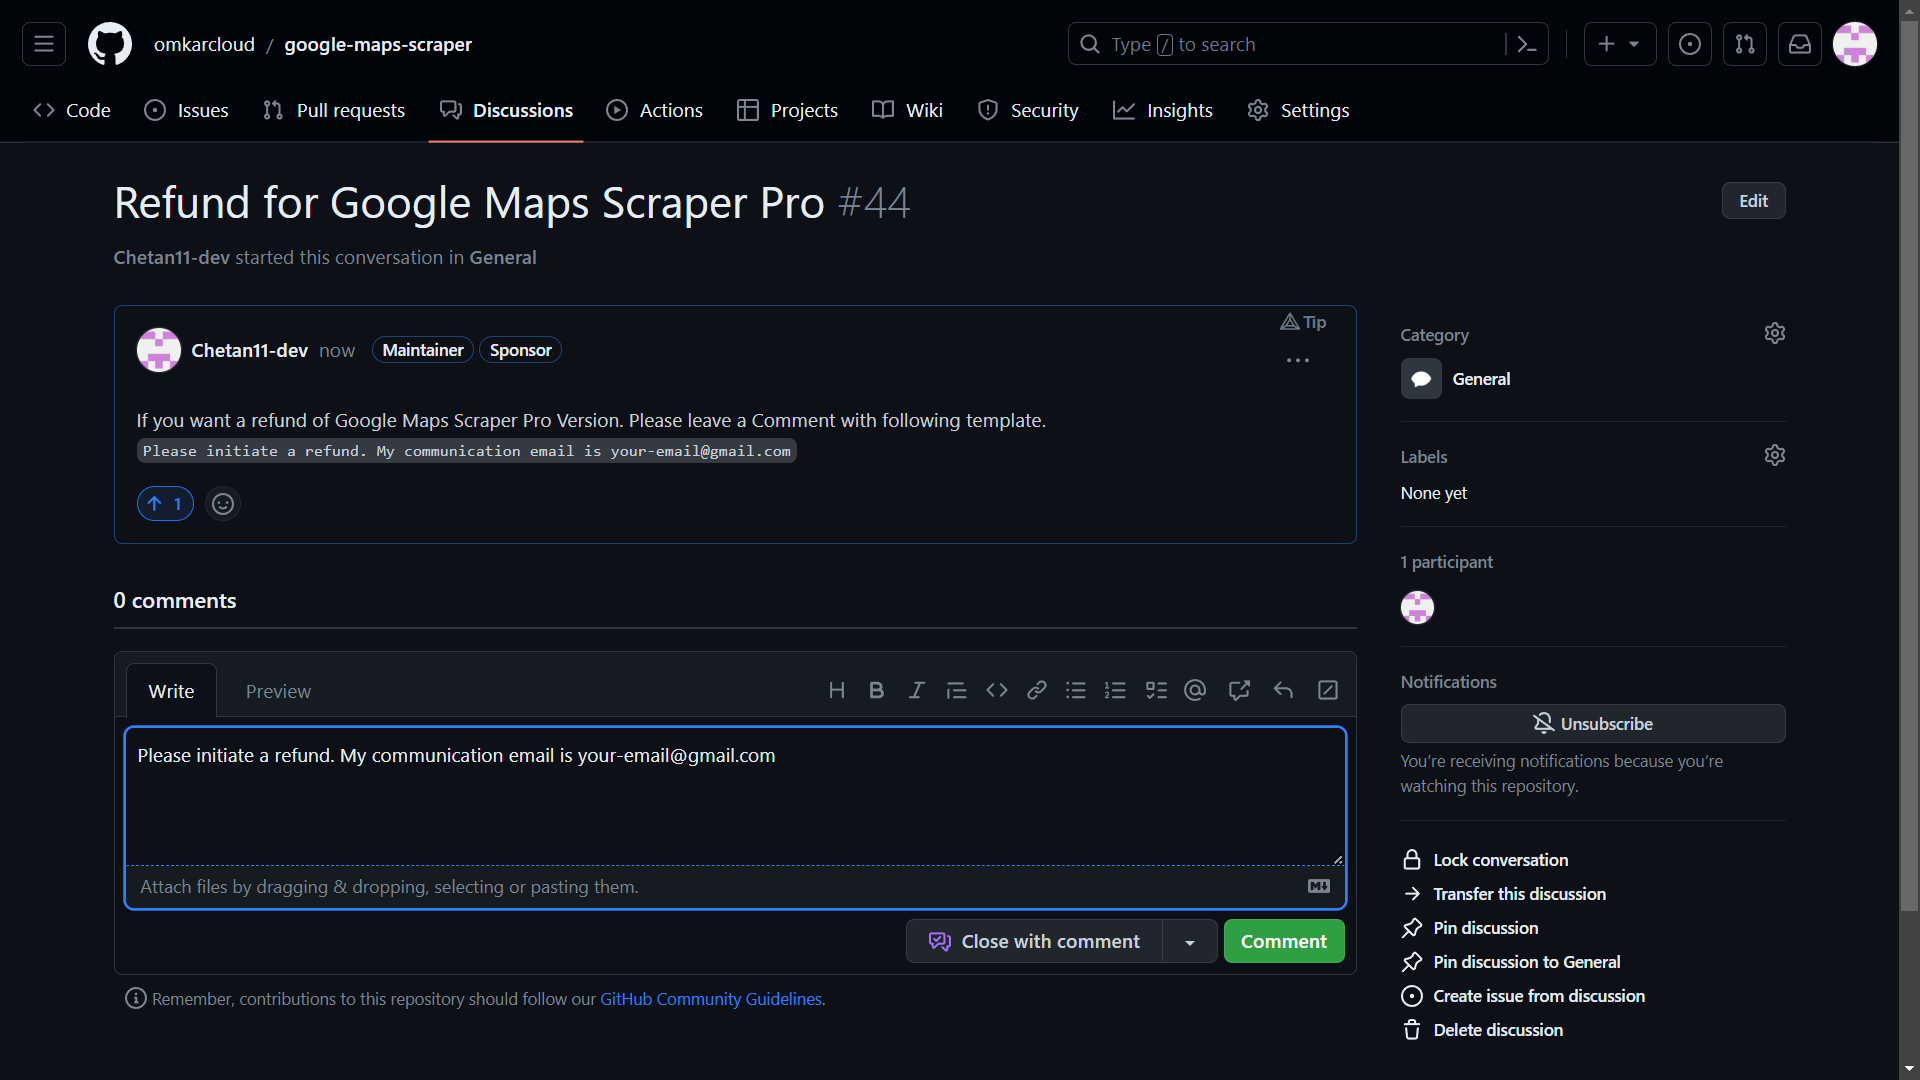 omkarcloud / google-maps-scraper
Type / to search
Code
Issues
Pull requests
Discussions
Actions
Projects
Wiki
Security
Insights
Settings
Refund for Google Maps Scraper Pro #44
Edit
Chetan11-dev started this conversation in General
Tip
Chetan11-dev now Maintainer Sponsor
If you want a refund of Google Maps Scraper Pro Version. Please leave a Comment with following template.
Please initiate a refund. My communication email is your-email@gmail.com
1
0 comments
Write
Preview
Please initiate a refund. My communication email is your-email@gmail.com
Attach files by dragging & dropping, selecting or pasting them.
Close with comment
Comment
Remember, contributions to this repository should follow our GitHub Community Guidelines.
Category
General
Labels
None yet
1 participant
Notifications
Unsubscribe
You're receiving notifications because you're
watching this repository.
Lock conversation
Transfer this discussion
Pin discussion
Pin discussion to General
Create issue from discussion
Delete discussion